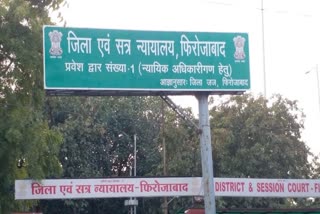 जिला एवं सत्र न्यायालय, फिरोजाबाद
प्रवेश द्वार संख्या-1 (न्यायिक अधिकारीगण हेतु)
आज्ञानुसार: जिला जज, फिरोजाबाद
जिला एवं सत्र न्यायालय-फिरोजाबाद DISTRICT & SESSION COURT-F